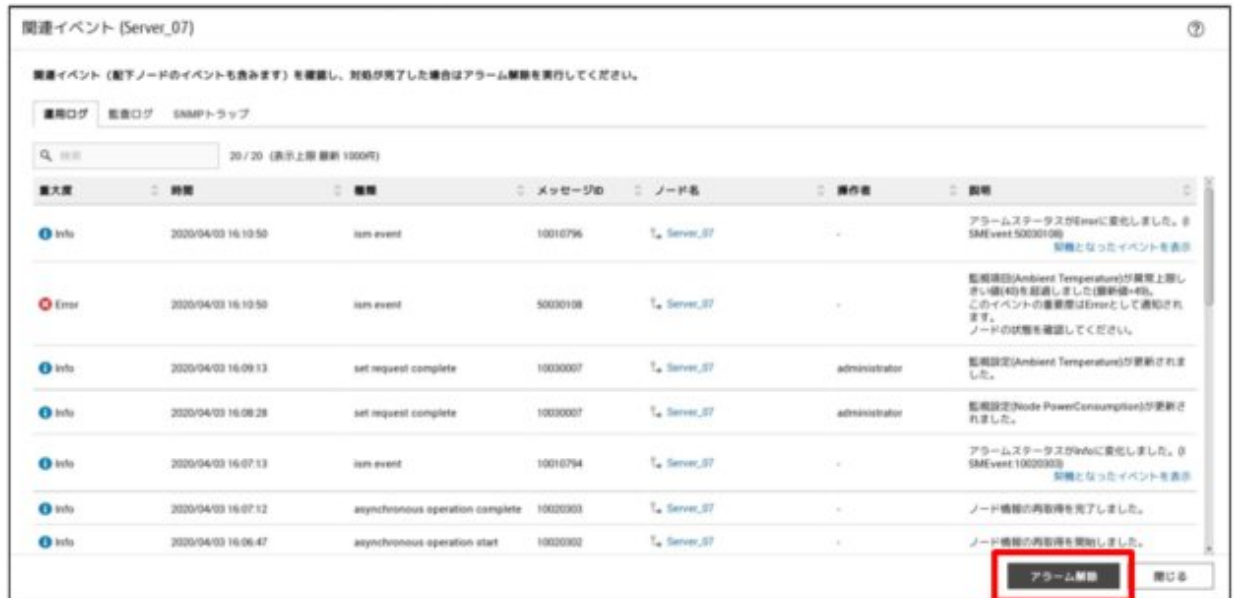 関連イベント (Server_07)
関連イベント（配下ノードのイベントも含みます）を確認し、対処が完了した場合はアラーム解除を実行してください。
運用ログ 監査ログ SNMPトラップ
検索 20 / 20 (表示上限 最新 1000件)
重大度 時間 種類 メッセージID ノード名 操作者 説明
Info 2020/04/03 16:10:50 ism event 10010796 Server_07 - アラームステータスがErrorに変化しました。(I
SMEvent:50030108)
契機となったイベントを表示
Error 2020/04/03 16:10:50 ism event 50030108 Server_07 - 監視項目(Ambient Temperature)が異常上限し
きい値(40)を超過しました(最新値=49)。
このイベントの重要度はErrorとして通知され
ます。
ノードの状態を確認してください。
Info 2020/04/03 16:09:13 set request complete 10030007 Server_07 administrator 監視設定(Ambient Temperature)が更新されま
した。
Info 2020/04/03 16:08:28 set request complete 10030007 Server_07 administrator 監視設定(Node PowerConsumption)が更新さ
れました。
Info 2020/04/03 16:07:13 ism event 10010794 Server_07 - アラームステータスがInfoに変化しました。(I
SMEvent:10020303)
契機となったイベントを表示
Info 2020/04/03 16:07:12 asynchronous operation complete 10020303 Server_07 - ノード情報の再取得を完了しました。
Info 2020/04/03 16:06:47 asynchronous operation start 10020302 Server_07 - ノード情報の再取得を開始しました。
アラーム解除 閉じる